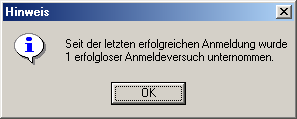 Hinweis
Seit der letzten erfolgreichen Anmeldung wurde
1 erfolgloser Anmeldeversuch unternommen.
OK